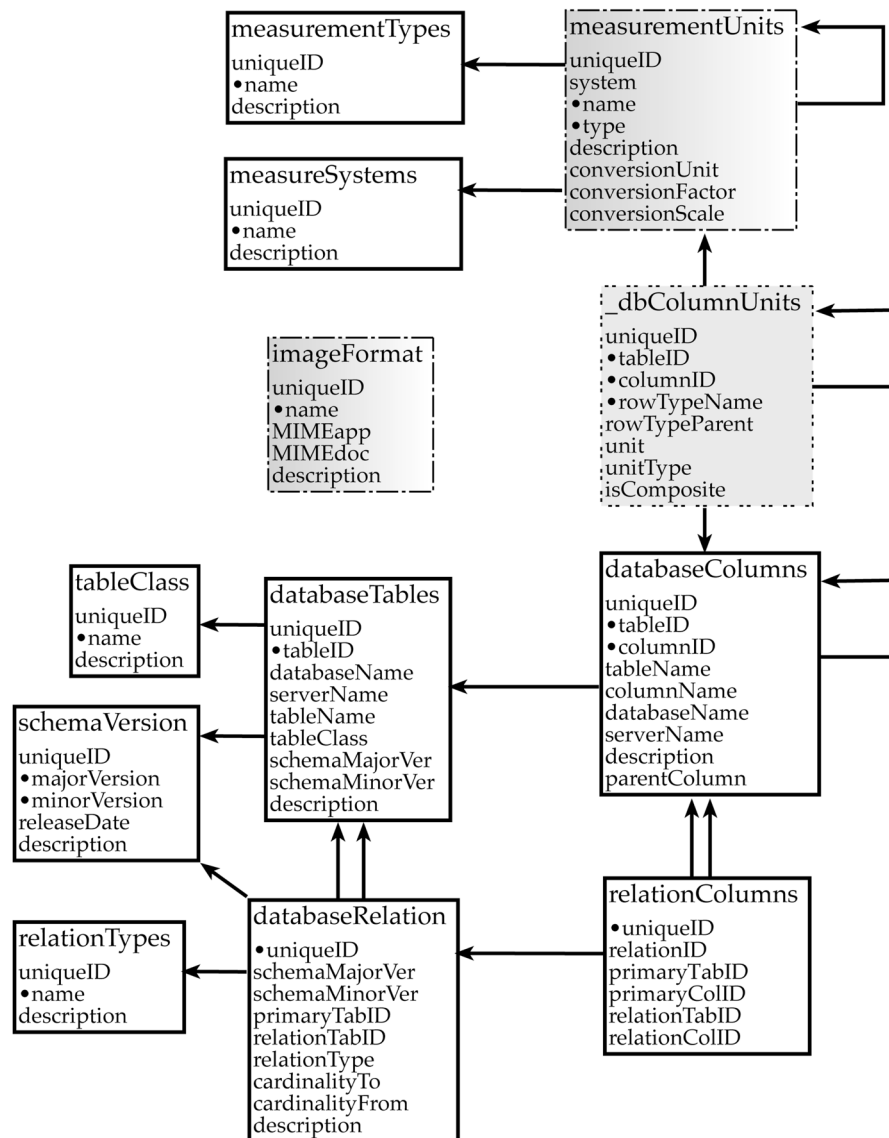 measurementTypes
uniqueID
•name
description
measurementUnits
uniqueID
system
•name
•type
description
conversionUnit
conversionFactor
conversionScale
measureSystems
uniqueID
•name
description
_dbColumnUnits
uniqueID
•tableID
•columnID
•rowTypeName
rowTypeParent
unit
unitType
isComposite
imageFormat
uniqueID
•name
MIMEapp
MIMEdoc
description
tableClass
uniqueID
•name
description
databaseTables
uniqueID
•tableID
databaseName
serverName
tableName
tableClass
schemaMajorVer
schemaMinorVer
description
databaseColumns
uniqueID
•tableID
•columnID
tableName
columnName
databaseName
serverName
description
parentColumn
schemaVersion
uniqueID
•majorVersion
•minorVersion
releaseDate
description
relationTypes
uniqueID
•name
description
databaseRelation
•uniqueID
schemaMajorVer
schemaMinorVer
primaryTabID
relationTabID
relationType
cardinalityTo
cardinalityFrom
description
relationColumns
•uniqueID
relationID
primaryTabID
primaryColID
relationTabID
relationColID